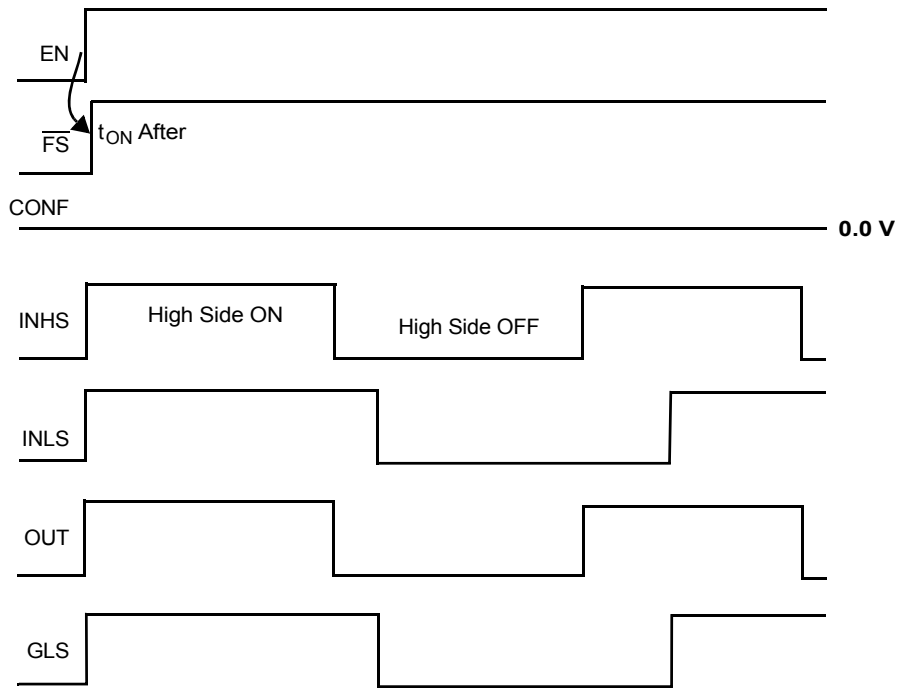 EN
FS
tON After
CONF
0.0 V
INHS
High Side ON
High Side OFF
INLS
OUT
GLS